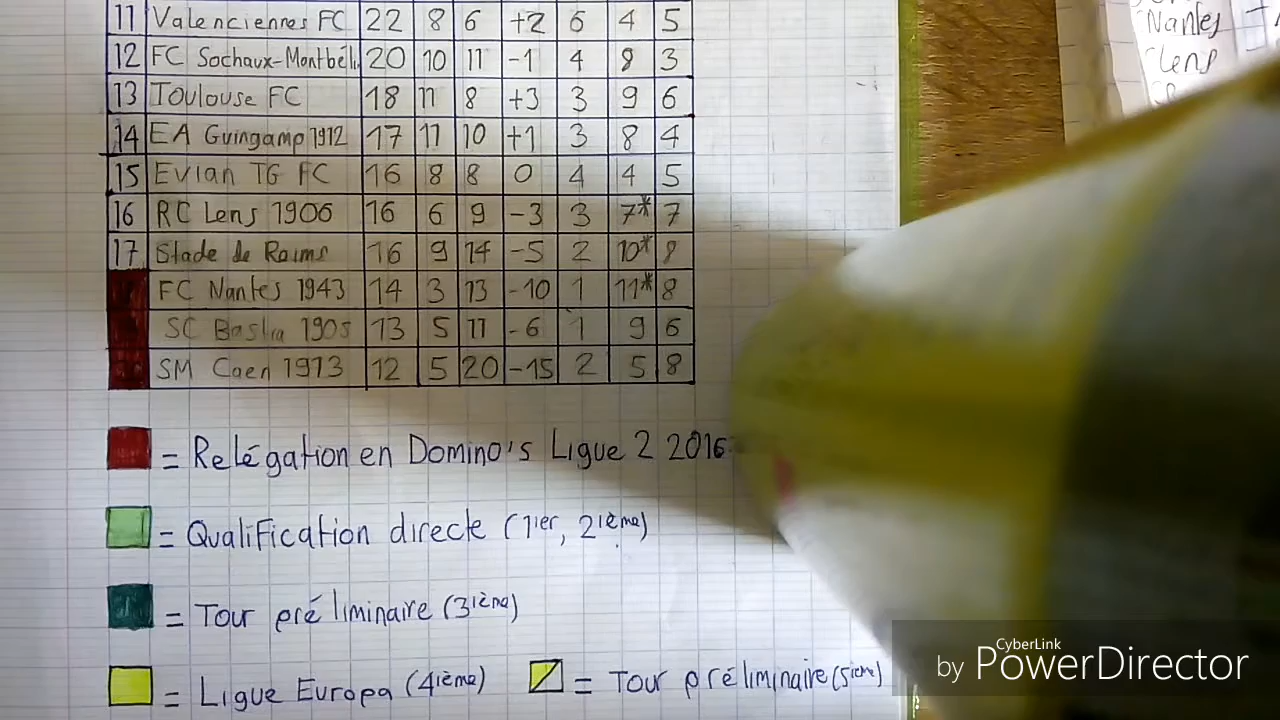 11 Valenciennes FC 22 8 6 +2 6 4 5
12 FC Sochaux-Montbéli 20 10 11 -1 4 8 3
13 Toulouse FC 18 11 8 +3 3 9 6
14 EA Guingamp 1912 17 11 10 +1 3 8 4
15 Evian TG FC 16 8 8 0 4 4 5
16 RC Lens 1906 16 6 9 -3 3 7* 7
17 Stade de Reims 16 9 14 -5 2 10* 8
FC Nantes 1943 14 3 13 -10 1 11* 8
SC Bastia 1905 13 5 11 -6 1 9 6
SM Caen 1913 12 5 20 -15 2 5 8
= Relégation en Domino's Ligue 2 2016
= Qualification directe (1ier, 2ième)
= Tour préliminaire (3ième)
= Ligue Europa (4ième) = Tour préliminaire (5ième)
Nantes
Lens
by CyberLink PowerDirector